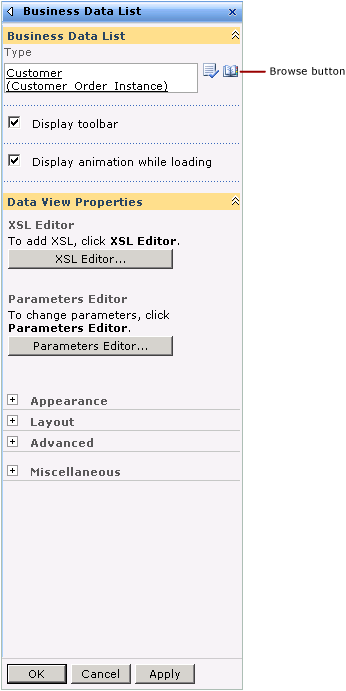 Business Data List
Business Data List
Type
Customer
(Customer_Order_Instance)
Browse button
Display toolbar
Display animation while loading
Data View Properties
XSL Editor
To add XSL, click XSL Editor.
XSL Editor...
Parameters Editor
To change parameters, click
Parameters Editor.
Parameters Editor...
Appearance
Layout
Advanced
Miscellaneous
OK Cancel Apply